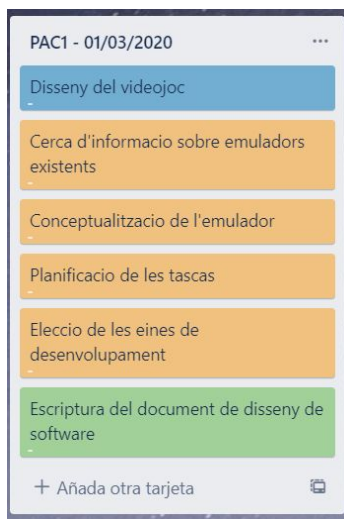 PAC1 - 01/03/2020
Disseny del videojoc
Cerca d'informacio sobre emuladors
existents
Conceptualitzacio de l'emulador
Planificacio de les tascas
Eleccio de les eines de
desenvolupament
Escriptura del document de disseny de
software
+ Añada otra tarjeta